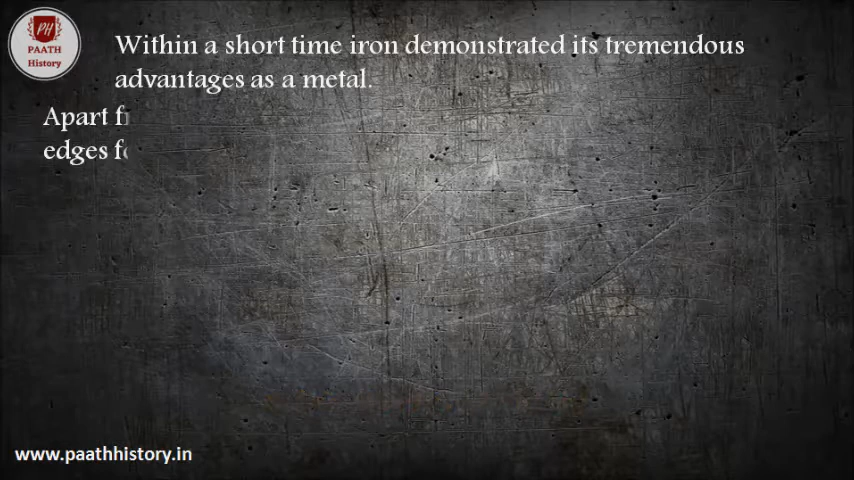 PH
PAATH
History
Within a short time iron demonstrated its tremendous
advantages as a metal.
Apart
edges
www.paathhistory.in